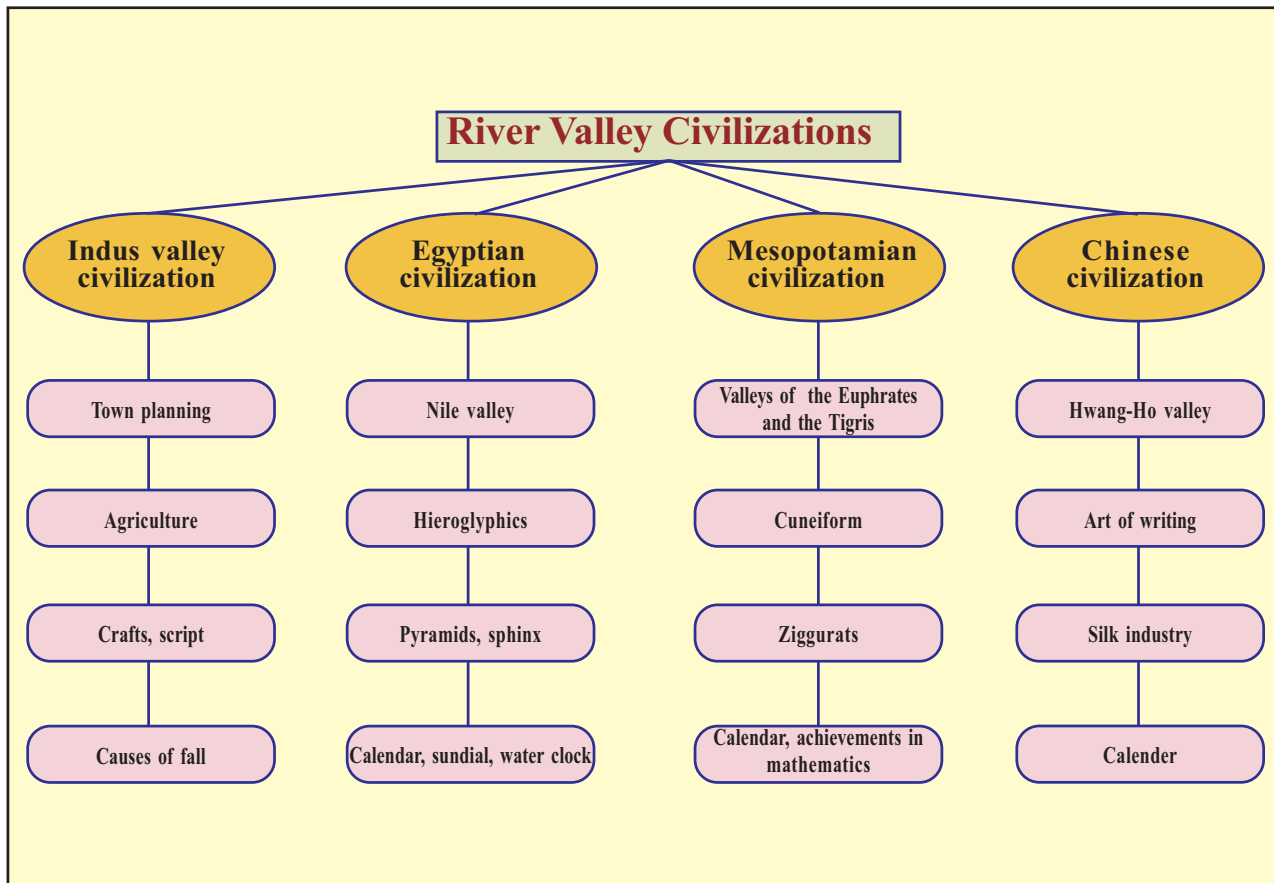 River Valley Civilizations
Indus valley
civilization
Town planning
Agriculture
Crafts, script
Causes of fall
Egyptian
civilization
Nile valley
Hieroglyphics
Pyramids, sphinx
Calendar, sundial, water clock
Mesopotamian
civilization
Valleys of the Euphrates
and the Tigris
Cuneiform
Ziggurats
Calendar, achievements in
mathematics
Chinese
civilization
Hwang-Ho valley
Art of writing
Silk industry
Calender